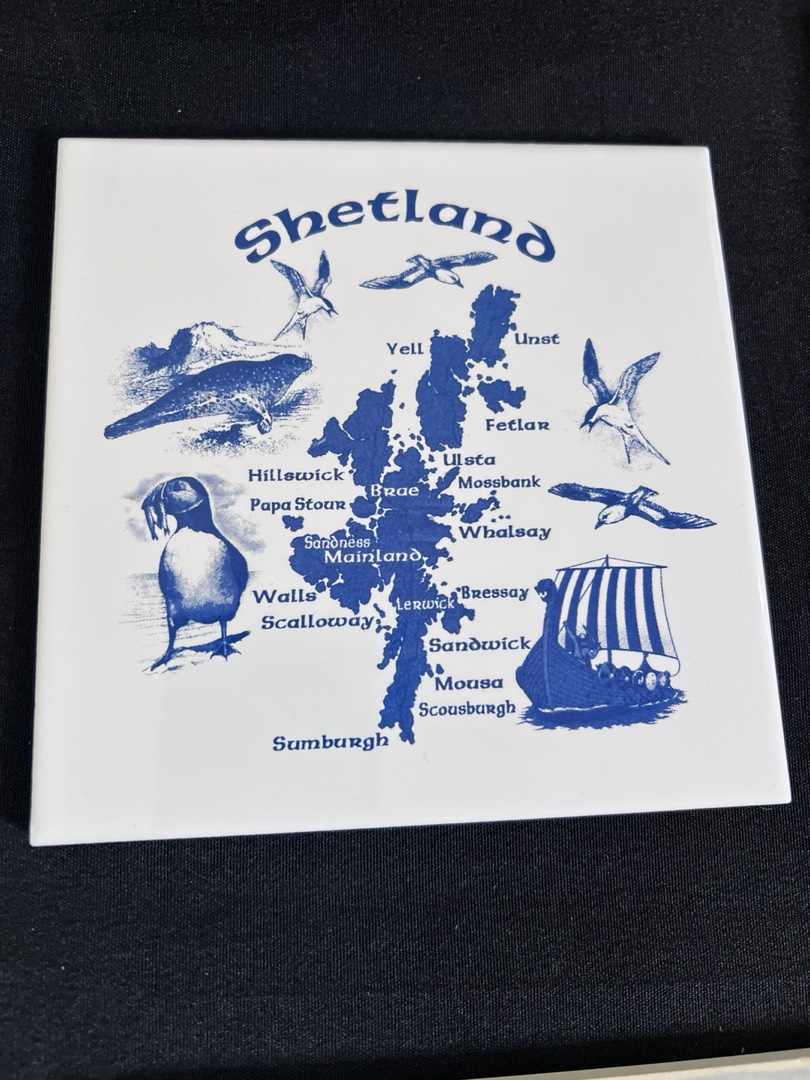 Shetland
Unst
Yell
Fetlar
Ulsta
Hillswick
Mossbank
Brae
Papa Stour
Whalsay
Sandness
Mainland
Walls
Bressay
Lerwick
Scalloway
Sandwick
Mousa
Scousburgh
Sumburgh